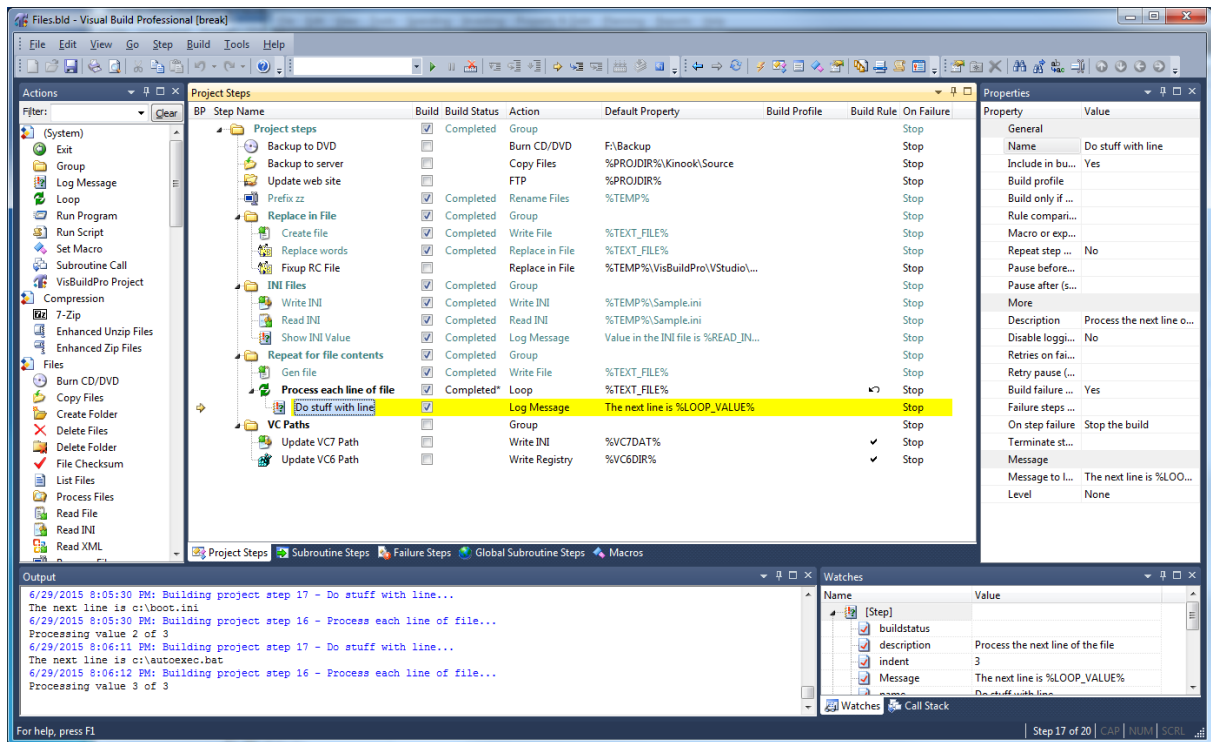 Files.bld - Visual Build Professional [break]
File Edit View Go Step Build Tools Help
Actions
Filter: Clear
(System)
Exit
Group
Log Message
Loop
Run Program
Run Script
Set Macro
Subroutine Call
VisBuildPro Project
Compression
7-Zip
Enhanced Unzip Files
Enhanced Zip Files
Files
Burn CD/DVD
Copy Files
Create Folder
Delete Files
Delete Folder
File Checksum
List Files
Process Files
Read File
Read INI
Read XML
Project Steps
BP Step Name Build Build Status Action Default Property Build Profile Build Rule On Failure
Project steps Completed Group Stop
Backup to DVD Burn CD/DVD F:\Backup Stop
Backup to server Copy Files %PROJDIR%\Kinook\Source Stop
Update web site FTP %PROJDIR% Stop
Prefix zz Completed Rename Files %TEMP% Stop
Replace in File Completed Group Stop
Create file Completed Write File %TEXT_FILE% Stop
Replace words Completed Replace in File %TEXT_FILE% Stop
Fixup RC File Replace in File %TEMP%\VisBuildPro\VStudio\... Stop
INI Files Completed Group Stop
Write INI Completed Write INI %TEMP%\Sample.ini Stop
Read INI Completed Read INI %TEMP%\Sample.ini Stop
Show INI Value Completed Log Message Value in the INI file is %READ_IN... Stop
Repeat for file contents Completed Group Stop
Gen file Completed Write File %TEXT_FILE% Stop
Process each line of file Completed* Loop %TEXT_FILE% Stop
Do stuff with line Log Message The next line is %LOOP_VALUE% Stop
VC Paths Group Stop
Update VC7 Path Write INI %VC7DAT% Stop
Update VC6 Path Write Registry %VC6DIR% Stop
Project Steps Subroutine Steps Failure Steps Global Subroutine Steps Macros
Properties
Property Value
General
Name Do stuff with line
Include in bu... Yes
Build profile
Build only if ...
Rule compari...
Macro or exp...
Repeat step ... No
Pause before...
Pause after (s...
More
Description Process the next line o...
Disable loggi... No
Retries on fai...
Retry pause (...
Build failure ... Yes
Failure steps ...
On step failure Stop the build
Terminate st...
Message
Message to l... The next line is %LOO...
Level None
Output
6/29/2015 8:05:30 PM: Building project step 17 - Do stuff with line...
The next line is c:\boot.ini
6/29/2015 8:05:30 PM: Building project step 16 - Process each line of file...
Processing value 2 of 3
6/29/2015 8:06:11 PM: Building project step 17 - Do stuff with line...
The next line is c:\autoexec.bat
6/29/2015 8:06:12 PM: Building project step 16 - Process each line of file...
Processing value 3 of 3
Watches
Name Value
[Step]
buildstatus
description Process the next line of the file
indent 3
Message The next line is %LOOP_VALUE%
name Do stuff with line
Watches Call Stack
For help, press F1
Step 17 of 20 CAP NUM SCRL